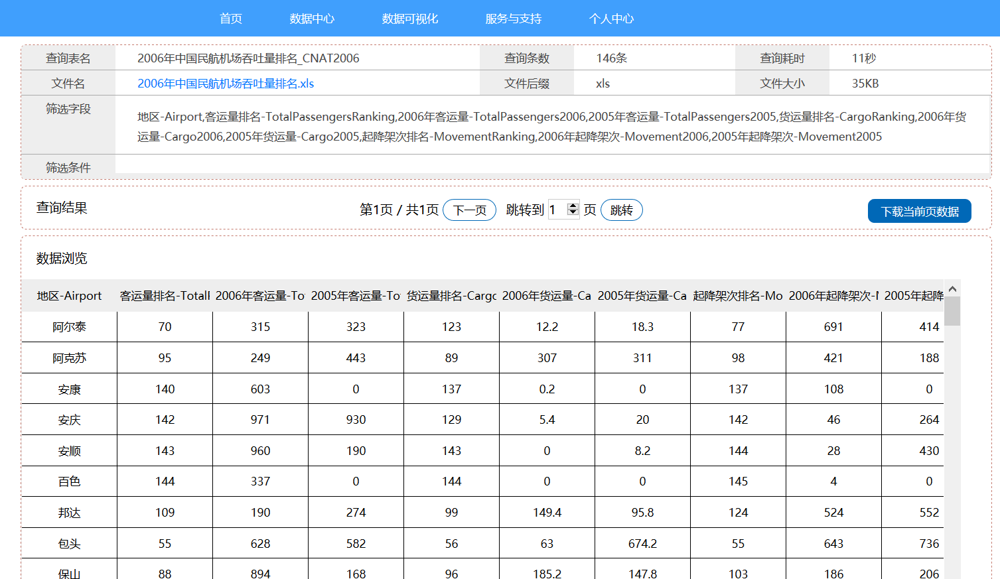 首页 数据中心 数据可视化 服务与支持 个人中心
查询表名 2006年中国民航机场吞吐量排名_CNAT2006 查询条数 146条 查询耗时 11秒
文件名 2006年中国民航机场吞吐量排名.xls 文件后缀 xls 文件大小 35KB
筛选字段 地区-Airport,客运量排名-TotalPassengersRanking,2006年客运量-TotalPassengers2006,2005年客运量-TotalPassengers2005,货运量排名-CargoRanking,2006年货
运量-Cargo2006,2005年货运量-Cargo2005,起降架次排名-MovementRanking,2006年起降架次-Movement2006,2005年起降架次-Movement2005
筛选条件
查询结果 第1页 / 共1页 下一页 跳转到 1 页 跳转 下载当前页数据
数据浏览
地区-Airport 客运量排名-Total 2006年客运量-To 2005年客运量-To 货运量排名-Cargo 2006年货运量-Ca 2005年货运量-Ca 起降架次排名-Mo 2006年起降架次- 2005年起降
阿尔泰 70 315 323 123 12.2 18.3 77 691 414
阿克苏 95 249 443 89 307 311 98 421 188
安康 140 603 0 137 0.2 0 137 108 0
安庆 142 971 930 129 5.4 20 142 46 264
安顺 143 960 190 143 0 8.2 144 28 430
百色 144 337 0 144 0 0 145 4 0
邦达 109 190 274 99 149.4 95.8 124 524 552
包头 55 628 582 56 63 674.2 55 643 736
保山 88 894 168 96 185.2 147.8 103 186 206